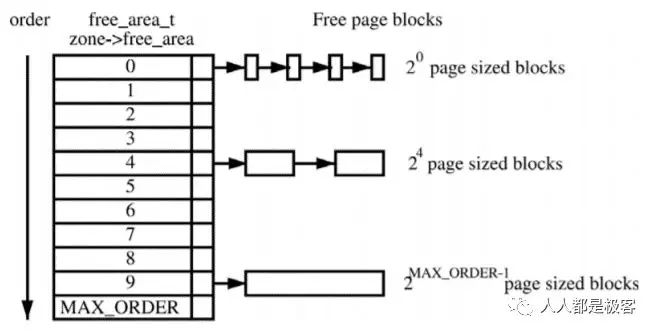 order
free_area_t
zone->free_area
Free page blocks
0
2^0 page sized blocks
1
2
3
4
2^4 page sized blocks
5
6
7
8
9
2^MAX_ORDER-1 page sized blocks
MAX_ORDER
人人都是极客